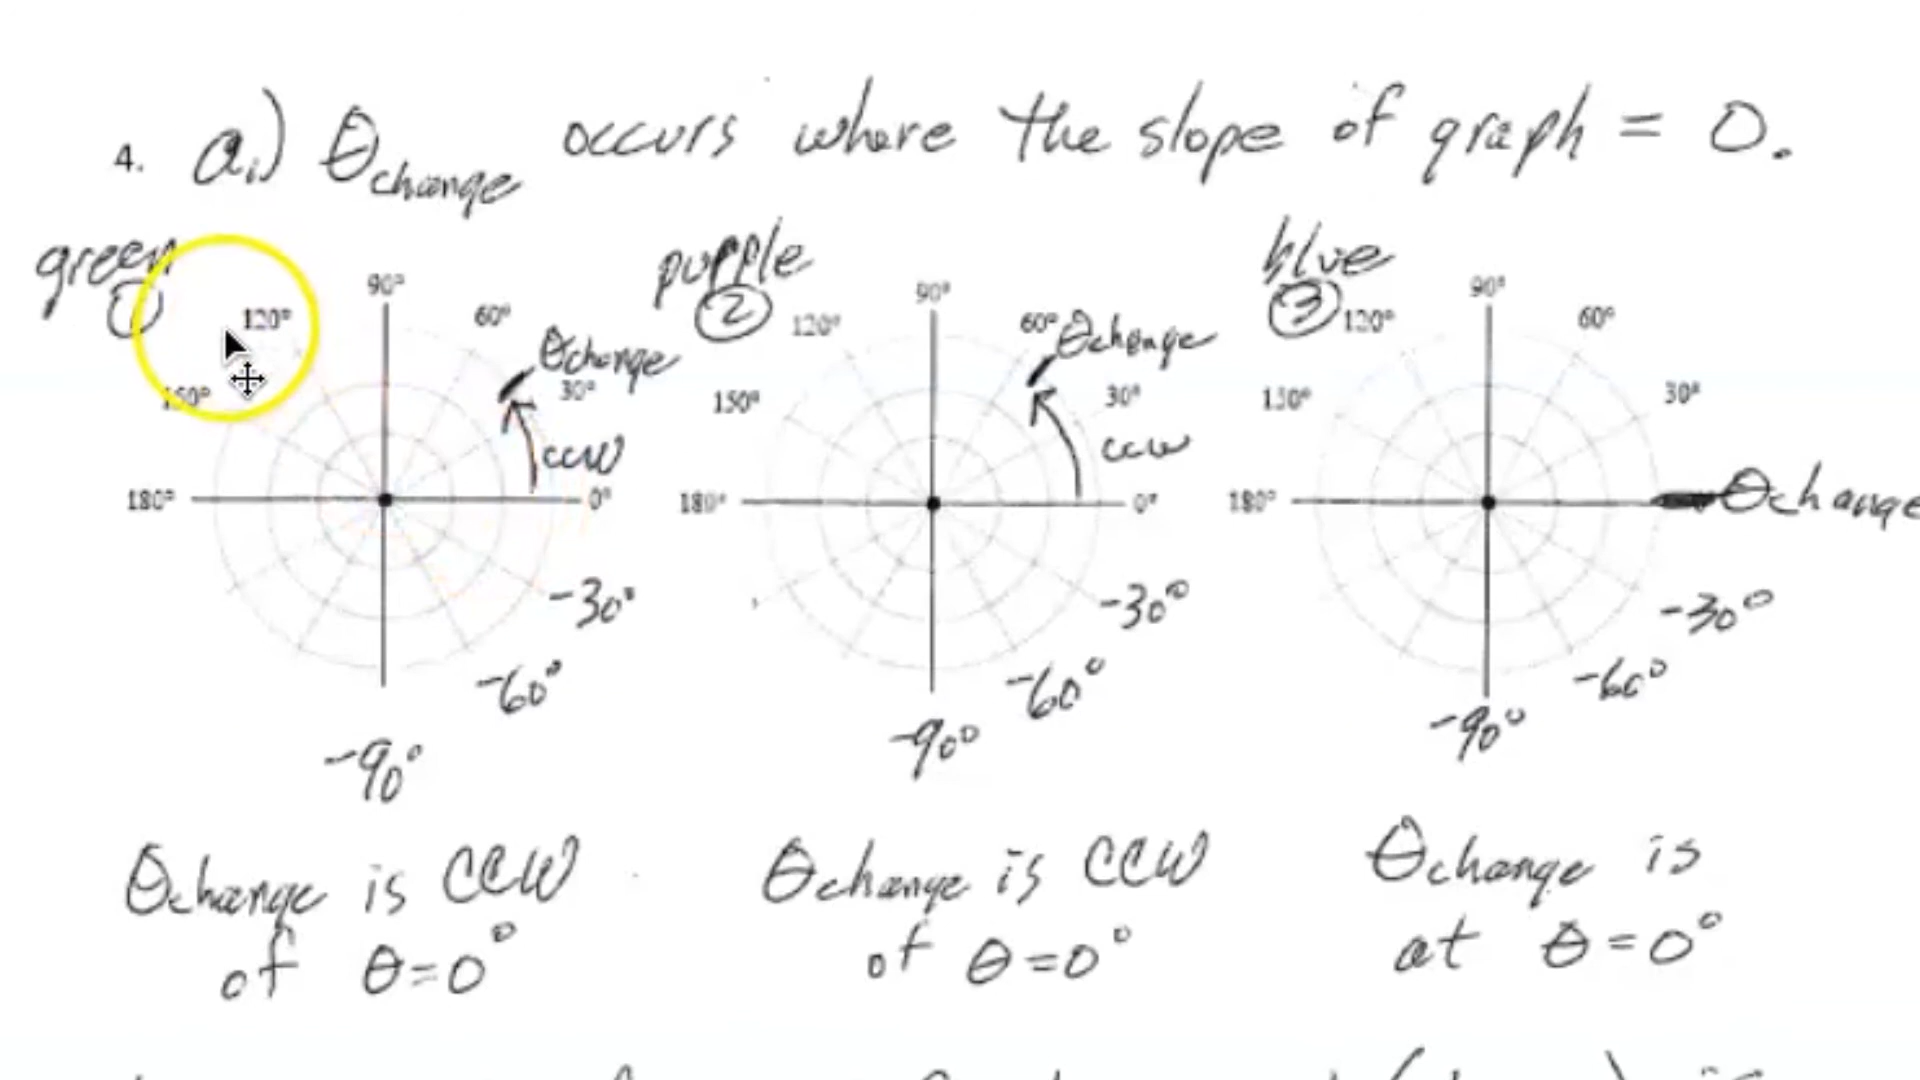 4. a.) θchange occurs where the slope of graph = 0.
green purple blue
① ② ③
90° 90° 90°
120° 60° θchange 120° 60° θchange 120° 60°
150° 30° 150° 30° 150° 30°
CCW CCW
180° 0° 180° 0° 180° θchange
-30° -30° -30°
-60° -60° -60°
-90° -90° -90°
θchange is CCW θchange is CCW θchange is
of θ=0° of θ=0° at θ=0°